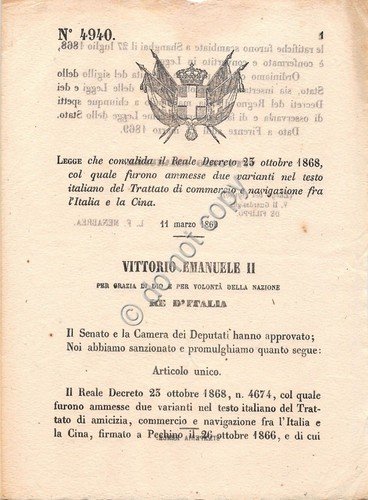 N° 4940.
1
LEGGE che convalida il Reale Decreto 23 ottobre 1868,
col quale furono ammesse due varianti nel testo
italiano del Trattato di commercio e navigazione fra
l'Italia e la Cina.
11 marzo 1869
VITTORIO EMANUELE II
PER GRAZIA DI DIO E PER VOLONTÀ DELLA NAZIONE
RE D'ITALIA
Il Senato e la Camera dei Deputati hanno approvato;
Noi abbiamo sanzionato e promulghiamo quanto segue:
Articolo unico.
Il Reale Decreto 23 ottobre 1868, n. 4674, col quale
furono ammesse due varianti nel testo italiano del Trat-
tato di amicizia, commercio e navigazione fra l'Italia e
la Cina, firmato a Pechino il 26 ottobre 1866, e di cui
do not copy